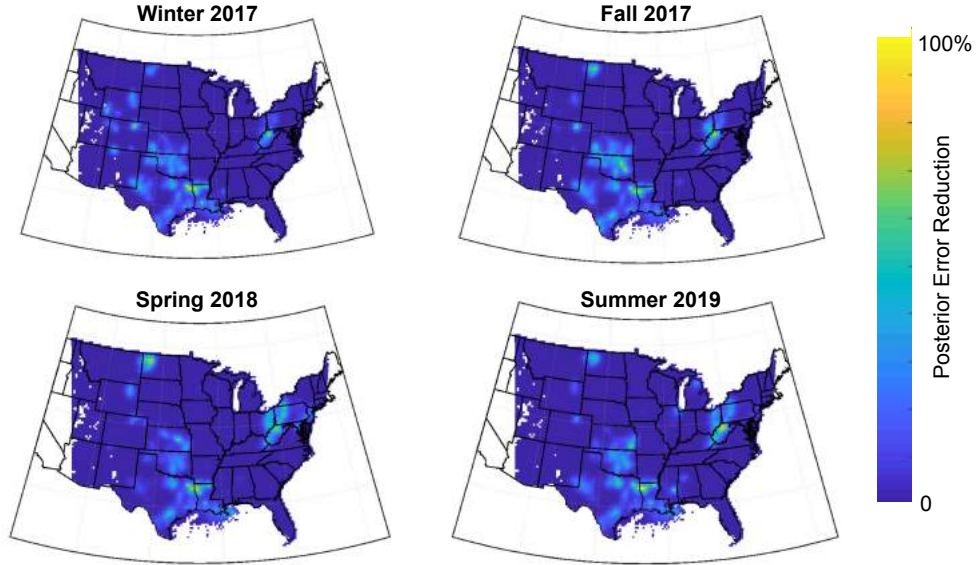 Winter 2017
Fall 2017
100%
Posterior Error Reduction
Spring 2018
Summer 2019
0